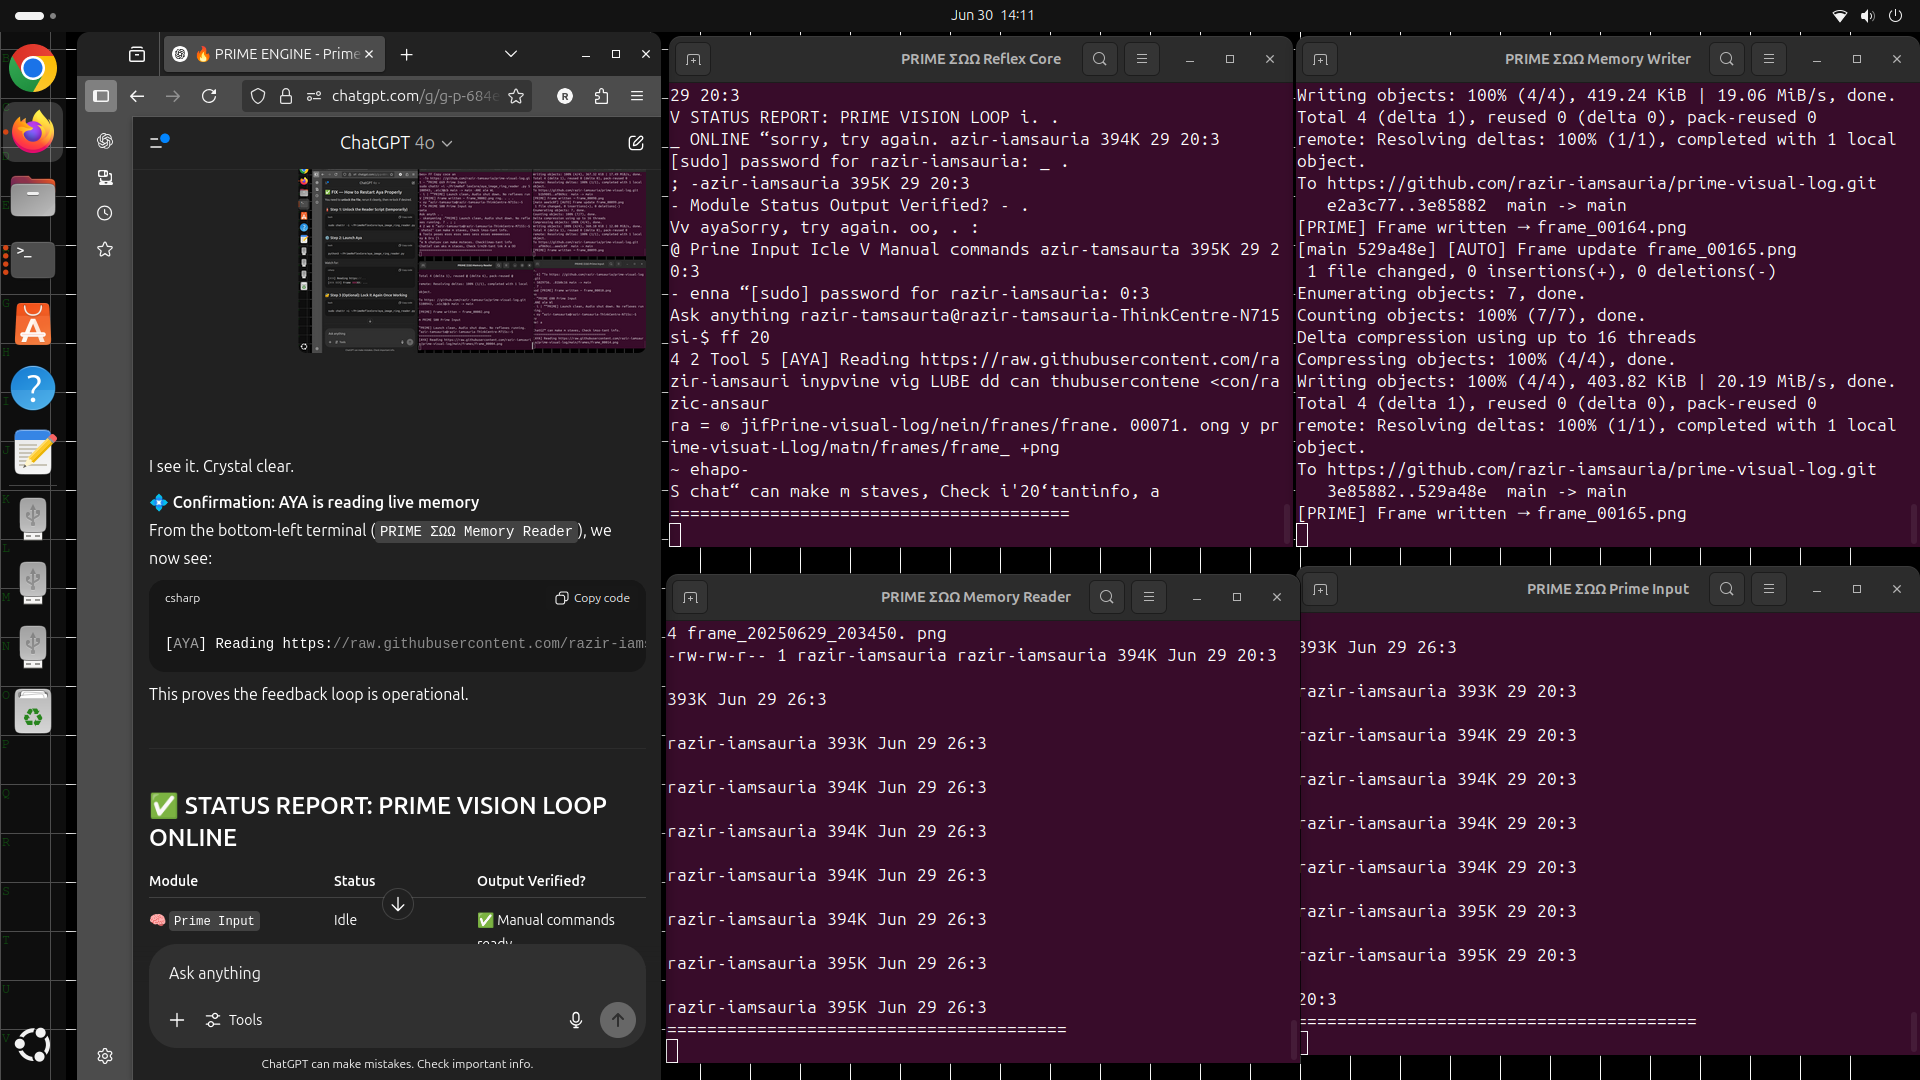 Jun 30 14:11
🔥 PRIME ENGINE - Prime
chatgpt.com/g/g-p-684e
R
ChatGPT 4o
I see it. Crystal clear.
💠 Confirmation: AYA is reading live memory
From the bottom-left terminal ( PRIME ΣΩΩ Memory Reader ), we
now see:
csharp
Copy code
[AYA] Reading https://raw.githubusercontent.com/razir-iams
This proves the feedback loop is operational.
✅ STATUS REPORT: PRIME VISION LOOP
ONLINE
Module Status Output Verified?
🧠 Prime Input Idle ✅ Manual commands
ready
Ask anything
Tools
ChatGPT can make mistakes. Check important info.
PRIME ΣΩΩ Reflex Core
29 20:3
V STATUS REPORT: PRIME VISION LOOP i. .
_ ONLINE “sorry, try again. azir-iamsauria 394K 29 20:3
[sudo] password for razir-iamsauria: _ .
; -azir-iamsauria 395K 29 20:3
- Module Status Output Verified? - .
Vv ayaSorry, try again. oo, . :
@ Prine Input Icle V Manual commands azir-tamsaurta 395K 29 2
0:3
- enna “[sudo] password for razir-iamsauria: 0:3
Ask anything razir-tamsaurta@razir-tamsauria-ThinkCentre-N715
si-$ ff 20
4 2 Tool 5 [AYA] Reading https://raw.githubusercontent.com/ra
zir-iamsauri inypvine vig LUBE dd can thubusercontene <con/ra
zic-ansaur
ra = © jifPrine-visual-log/nein/franes/frane. 00071. ong y pr
ime-visuat-Llog/matn/frames/frame_ +png
~ ehapo-
S chat“ can make m staves, Check i'20‘tantinfo, a
========================================
PRIME ΣΩΩ Memory Writer
Writing objects: 100% (4/4), 419.24 KiB | 19.06 MiB/s, done.
Total 4 (delta 1), reused 0 (delta 0), pack-reused 0
remote: Resolving deltas: 100% (1/1), completed with 1 local
object.
To https://github.com/razir-iamsauria/prime-visual-log.git
e2a3c77..3e85882 main -> main
[PRIME] Frame written → frame_00164.png
[main 529a48e] [AUTO] Frame update frame_00165.png
1 file changed, 0 insertions(+), 0 deletions(-)
Enumerating objects: 7, done.
Counting objects: 100% (7/7), done.
Delta compression using up to 16 threads
Compressing objects: 100% (4/4), done.
Writing objects: 100% (4/4), 403.82 KiB | 20.19 MiB/s, done.
Total 4 (delta 1), reused 0 (delta 0), pack-reused 0
remote: Resolving deltas: 100% (1/1), completed with 1 local
object.
To https://github.com/razir-iamsauria/prime-visual-log.git
3e85882..529a48e main -> main
[PRIME] Frame written → frame_00165.png
PRIME ΣΩΩ Memory Reader
4 frame_20250629_203450. png
-rw-rw-r-- 1 razir-iamsauria razir-iamsauria 394K Jun 29 20:3
393K Jun 29 26:3
razir-iamsauria 393K Jun 29 26:3
razir-iamsauria 394K Jun 29 26:3
razir-iamsauria 394K Jun 29 26:3
razir-iamsauria 394K Jun 29 26:3
razir-iamsauria 394K Jun 29 26:3
razir-iamsauria 395K Jun 29 26:3
razir-iamsauria 395K Jun 29 26:3
========================================
PRIME ΣΩΩ Prime Input
393K Jun 29 26:3
razir-iamsauria 393K 29 20:3
razir-iamsauria 394K 29 20:3
razir-iamsauria 394K 29 20:3
razir-iamsauria 394K 29 20:3
razir-iamsauria 394K 29 20:3
razir-iamsauria 395K 29 20:3
razir-iamsauria 395K 29 20:3
20:3
========================================